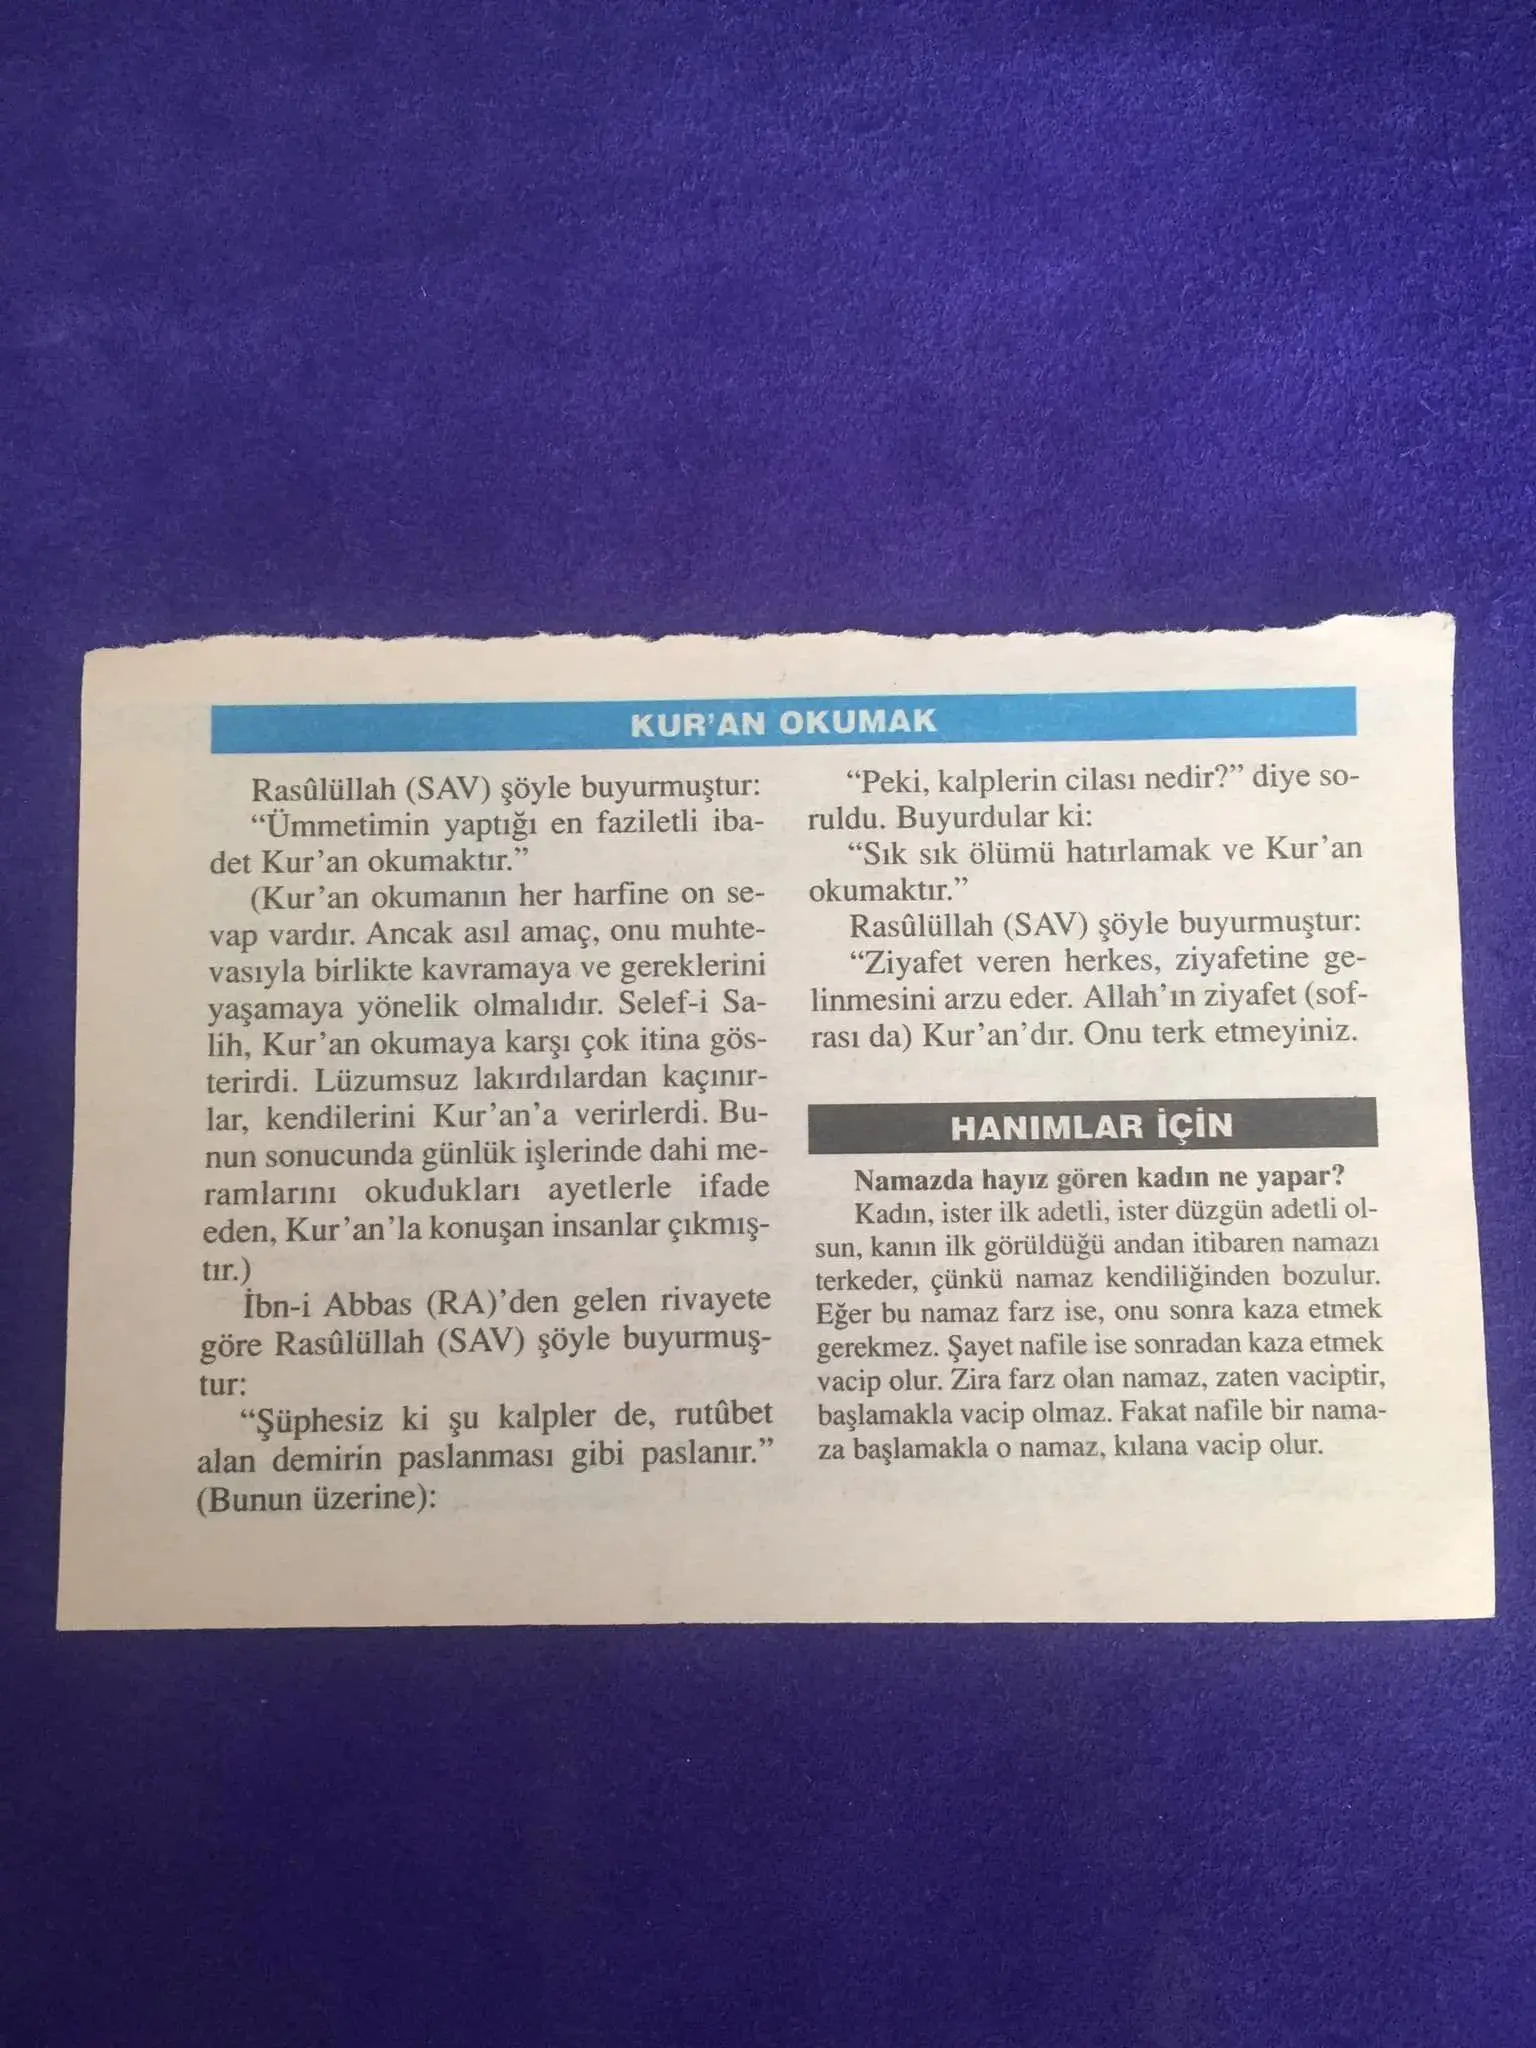 KUR'AN OKUMAK
Rasûlüllah (SAV) şöyle buyurmuştur:
“Ümmetimin yaptığı en faziletli iba-
det Kur’an okumaktır.”
(Kur’an okumanın her harfine on se-
vap vardır. Ancak asıl amaç, onu muhte-
vasıyla birlikte kavramaya ve gereklerini
yaşamaya yönelik olmalıdır. Selef-i Sa-
lih, Kur’an okumaya karşı çok itina gös-
terirdi. Lüzumsuz lakırdılardan kaçınır-
lar, kendilerini Kur’an’a verirlerdi. Bu-
nun sonucunda günlük işlerinde dahi me-
ramlarını okudukları ayetlerle ifade
eden, Kur’an’la konuşan insanlar çıkmış-
tır.)
İbn-i Abbas (RA)’den gelen rivayete
göre Rasûlüllah (SAV) şöyle buyurmuş-
tur:
“Şüphesiz ki şu kalpler de, rutûbet
alan demirin paslanması gibi paslanır.”
(Bunun üzerine):
“Peki, kalplerin cilası nedir?” diye so-
ruldu. Buyurdular ki:
“Sık sık ölümü hatırlamak ve Kur’an
okumaktır.”
Rasûlüllah (SAV) şöyle buyurmuştur:
“Ziyafet veren herkes, ziyafetine ge-
linmesini arzu eder. Allah’ın ziyafet (sof-
rası da) Kur’an’dır. Onu terk etmeyiniz.
HANIMLAR İÇİN
Namazda hayız gören kadın ne yapar?
Kadın, ister ilk adetli, ister düzgün adetli ol-
sun, kanın ilk görüldüğü andan itibaren namazı
terkeder, çünkü namaz kendiliğinden bozulur.
Eğer bu namaz farz ise, onu sonra kaza etmek
gerekmez. Şayet nafile ise sonradan kaza etmek
vacip olur. Zira farz olan namaz, zaten vaciptir,
başlamakla vacip olmaz. Fakat nafile bir nama-
za başlamakla o namaz, kılana vacip olur.